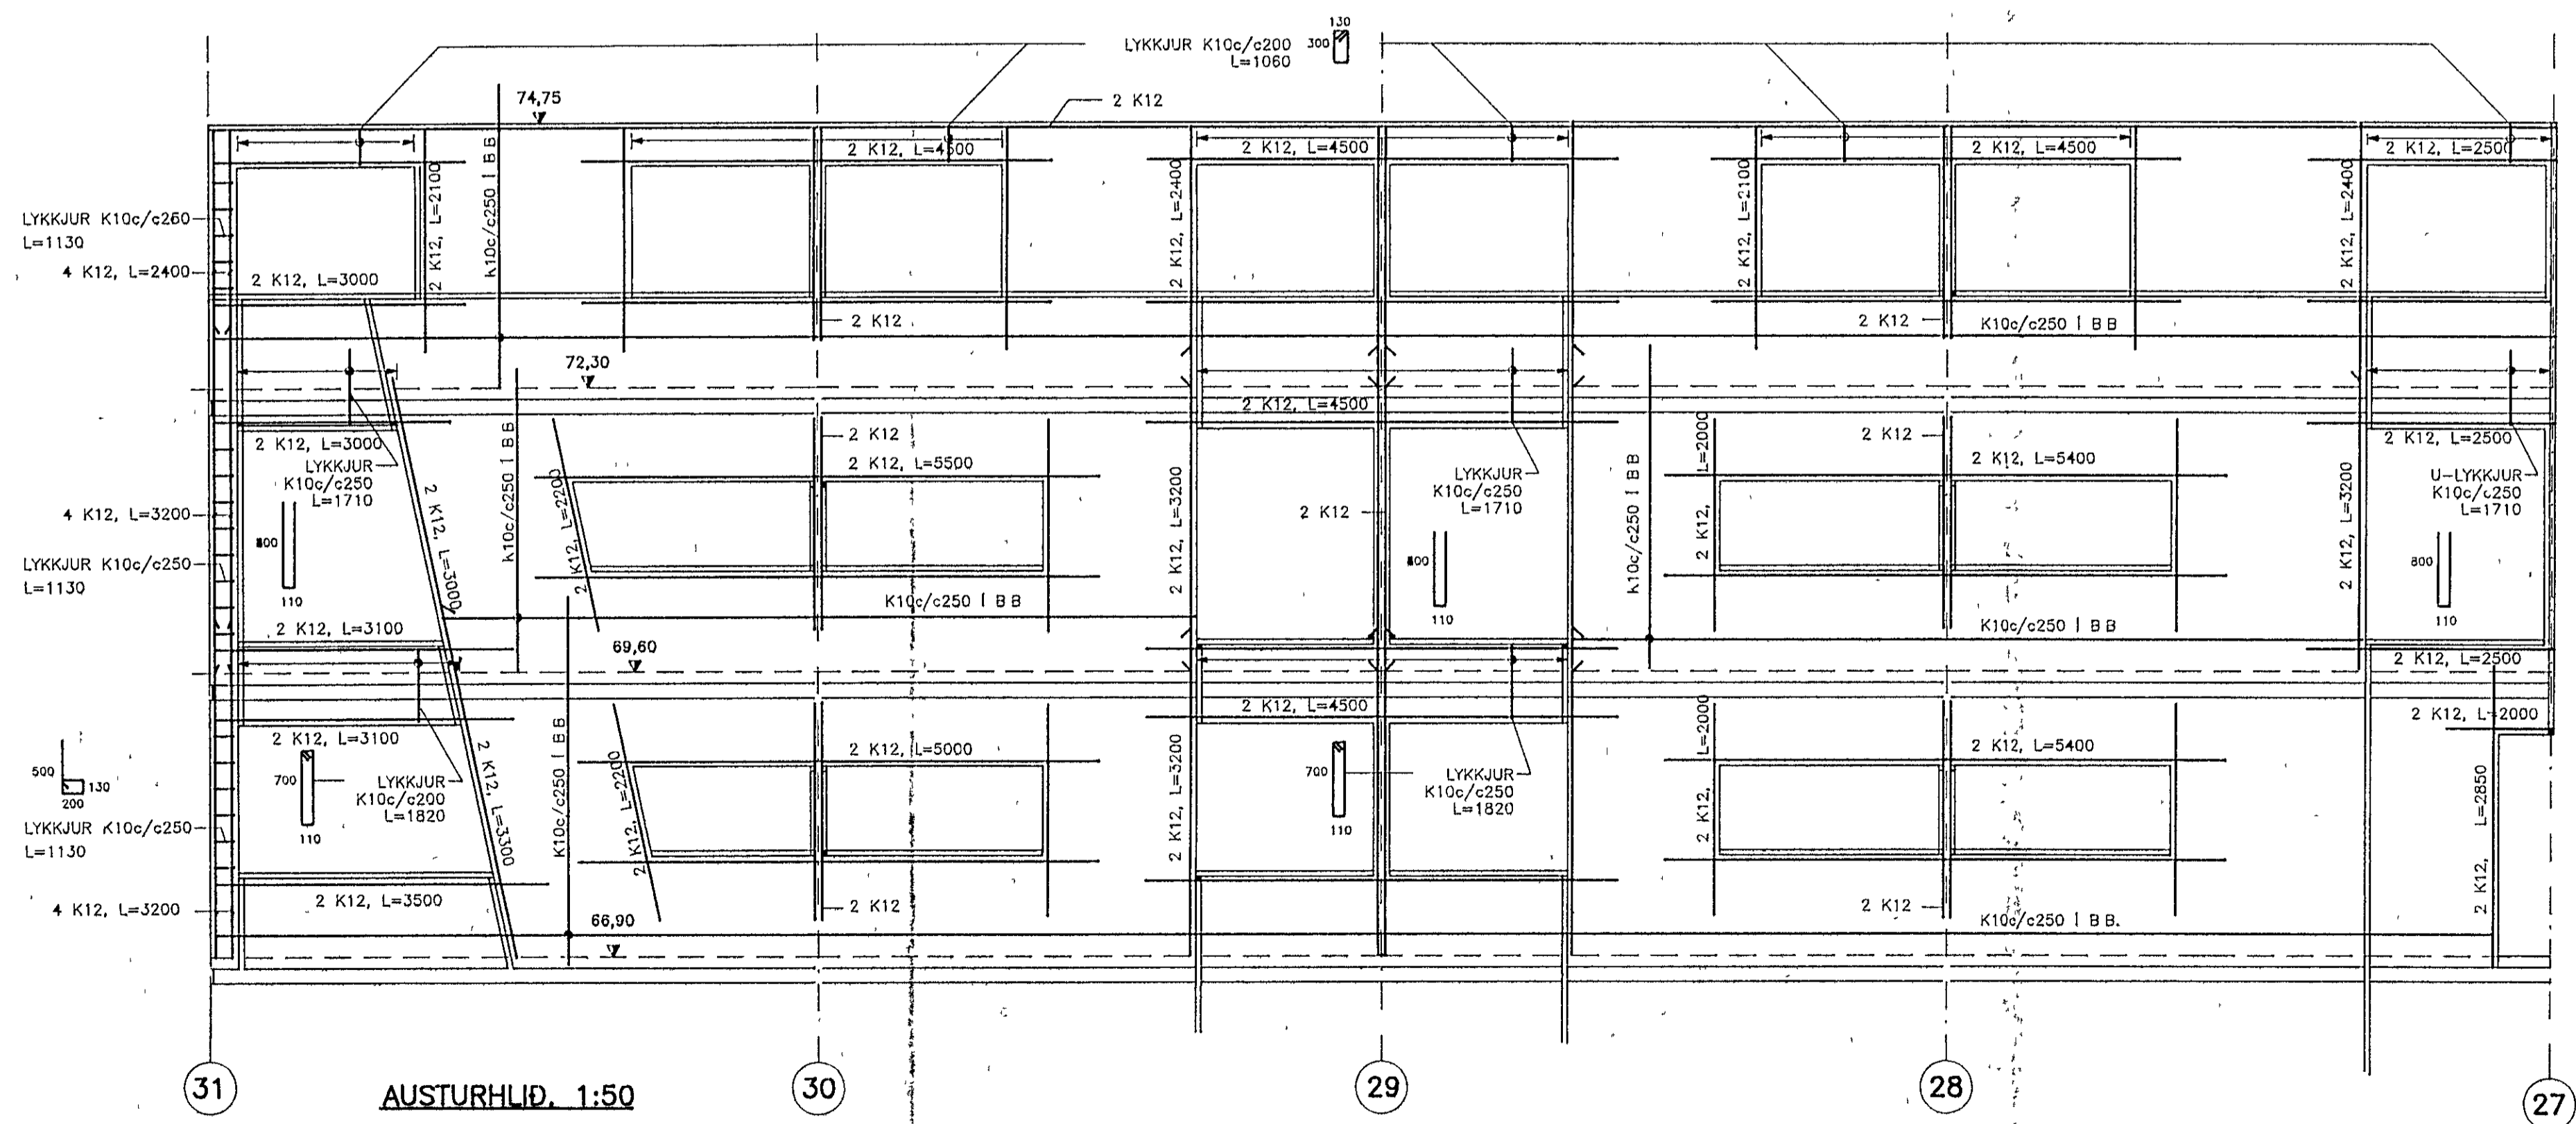 130
LYKKJUR K10c/c200 300
L=1060
74,75
2 K12
2 K12, L=4500
2 K12, L=4500
2 K12, L=4500
2 K12, L=2500
2 K12, L=2100
K10c/c250 Í BB
2 K12, L=2400
2 K12, L=2100
2 K12, L=2400
LYKKJUR K10c/c250
L=1130
4 K12, L=2400
2 K12, L=3000
2 K12
2 K12
K10c/c250 Í BB
72,30
2 K12, L=4500
2 K12, L=3000
LYKKJUR
K10c/c250
L=1710
800
110
4 K12, L=3200
LYKKJUR K10c/c250
L=1130
2 K12, L=3000
K10c/c250 Í BB
2 K12, L=2200
2 K12
2 K12, L=5500
K10c/c250 Í BB
2 K12, L=3200
2 K12
LYKKJUR
K10c/c250
L=1710
800
110
K10c/c250 Í BB
2 K12, L=2000
2 K12
2 K12, L=5400
K10c/c250 Í BB
2 K12, L=3200
2 K12, L=2500
U-LYKKJUR
K10c/c250
L=1710
800
110
2 K12, L=3100
69,60
2 K12, L=2500
2 K12, L=4500
2 K12, L=2000
2 K12, L=3100
700
110
LYKKJUR
K10c/c200
L=1820
500
130
200
LYKKJUR K10c/c250
L=1130
4 K12, L=3200
2 K12, L=3500
2 K12, L=3300
K10c/c250 Í BB
2 K12, L=2200
2 K12, L=5000
2 K12
66,90
2 K12, L=3200
700
110
LYKKJUR
K10c/c250
L=1820
2 K12, L=2000
2 K12, L=5400
2 K12
K10c/c250 Í BB.
2 K12, L=2850
31
AUSTURHLIÐ. 1:50
30
29
28
27